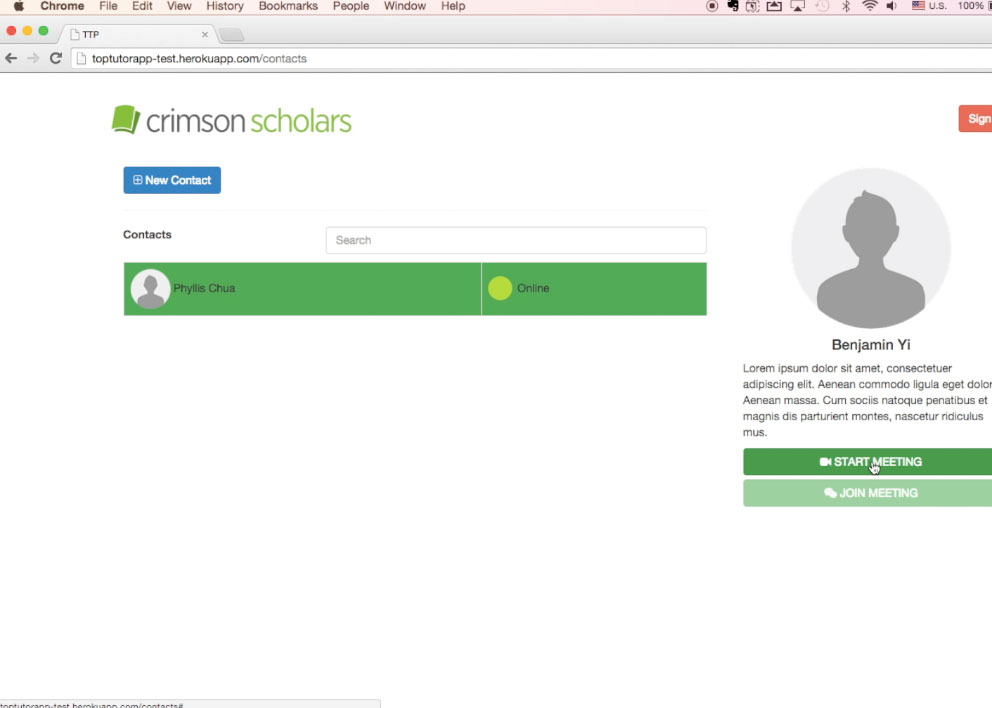 Chrome File Edit View History Bookmarks People Window Help U.S. 100%
TTP
toptutorapp-test.herokuapp.com/contacts
crimson scholars
Sign
New Contact
Contacts
Search
Phyllis Chua
Online
Benjamin Yi
Lorem ipsum dolor sit amet, consectetuer
adipiscing elit. Aenean commodo ligula eget dolor
Aenean massa. Cum sociis natoque penatibus et
magnis dis parturient montes, nascetur ridiculus
mus.
START MEETING
JOIN MEETING
toptutorapp-test.herokuapp.com/contacts#